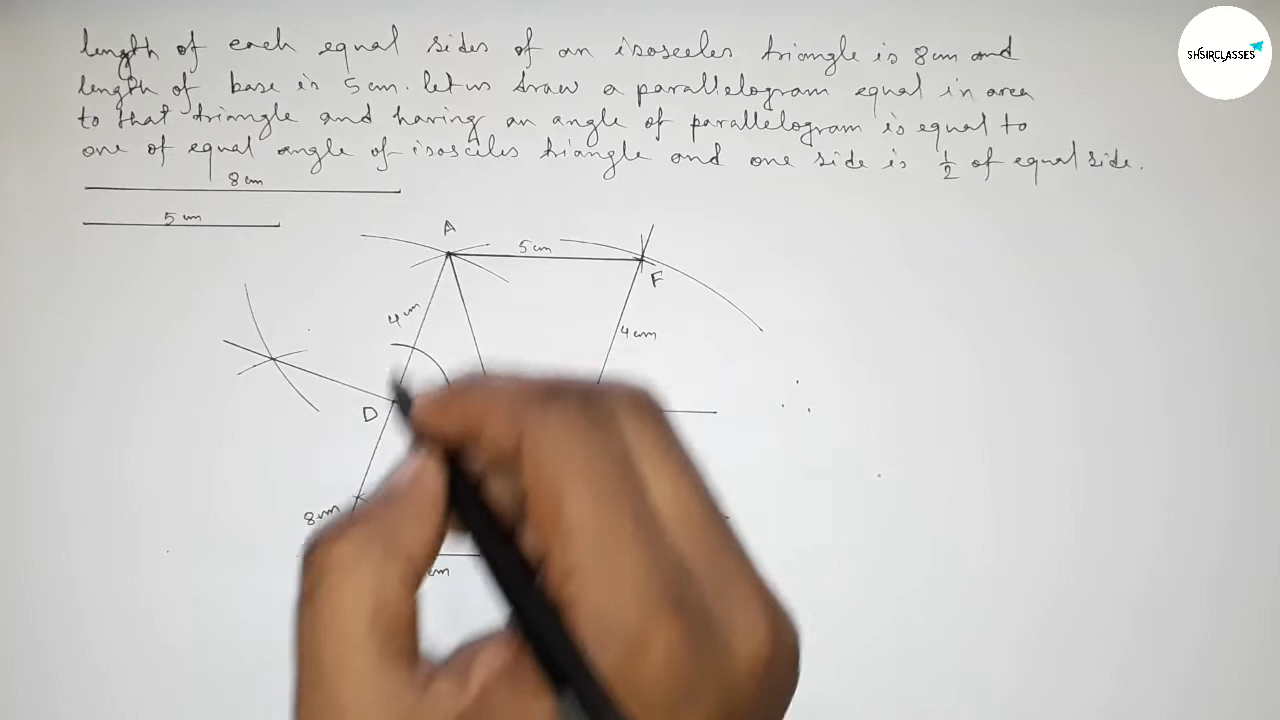 length of each equal sides of an isosceles triangle is 8cm and
length of base is 5cm. let us draw a parallelogram equal in area
to that triangle and having an angle of parallelogram is equal to
one of equal angle of isosciles triangle and one side is 1/2 of equal side.
8cm
5cm
SHSIRCLASSES
A
5cm
F
4cm
4cm
D
8cm
cm